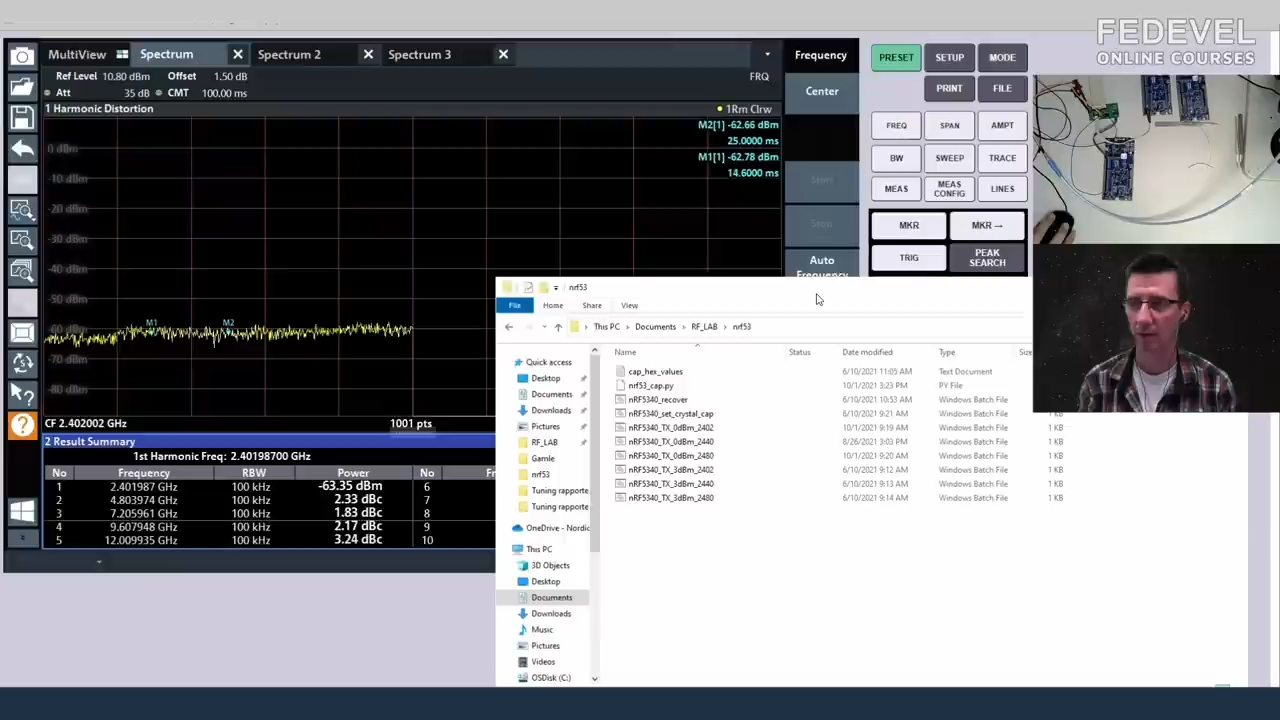 FEDEVEL
ONLINE COURSES
MultiView Spectrum Spectrum 2 Spectrum 3
Ref Level 10.80 dBm Offset 1.50 dB
Att 35 dB CMT 100.00 ms FRQ
1 Harmonic Distortion 1Rm Clrw
M2[1] -62.66 dBm
25.0000 ms
M1[1] -62.78 dBm
14.6000 ms
0 dBm
-10 dBm
-20 dBm
-30 dBm
-40 dBm
-50 dBm
-60 dBm
-70 dBm
-80 dBm
M1 M2
CF 2.402002 GHz 1001 pts
2 Result Summary
1st Harmonic Freq: 2.40198700 GHz
No Frequency RBW Power No
1 2.401987 GHz 100 kHz -63.35 dBm 6
2 4.803974 GHz 100 kHz 2.33 dBc 7
3 7.205961 GHz 100 kHz 1.83 dBc 8
4 9.607948 GHz 100 kHz 2.17 dBc 9
5 12.009935 GHz 100 kHz 3.24 dBc 10
Frequency
Center
Start
Stop
Auto
Frequency
PRESET SETUP MODE
PRINT FILE
FREQ SPAN AMPT
BW SWEEP TRACE
MEAS MEAS CONFIG LINES
MKR MKR →
TRIG PEAK SEARCH
nrf53
File Home Share View
This PC Documents RF_LAB nrf53
Name Status Date modified Type
cap_hex_values 6/10/2021 11:05 AM Text Document
nrf53_cap.py 10/1/2021 3:23 PM PY File
nRF5340_recover 6/10/2021 10:53 AM Windows Batch File
nRF5340_set_crystal_cap 6/10/2021 9:21 AM Windows Batch File 1 KB
nRF5340_TX_0dBm_2402 10/1/2021 9:19 AM Windows Batch File 1 KB
nRF5340_TX_0dBm_2440 8/26/2021 3:03 PM Windows Batch File 1 KB
nRF5340_TX_0dBm_2480 10/1/2021 9:20 AM Windows Batch File 1 KB
nRF5340_TX_3dBm_2402 6/10/2021 9:12 AM Windows Batch File 1 KB
nRF5340_TX_3dBm_2440 6/10/2021 9:13 AM Windows Batch File 1 KB
nRF5340_TX_3dBm_2480 6/10/2021 9:14 AM Windows Batch File 1 KB
Quick access
Desktop
Documents
Downloads
Pictures
RF_LAB
Gamle
nrf53
Tuning rapporte
Tuning rapporte
OneDrive - Nordic
This PC
3D Objects
Desktop
Documents
Downloads
Music
Pictures
Videos
OSDisk (C:)